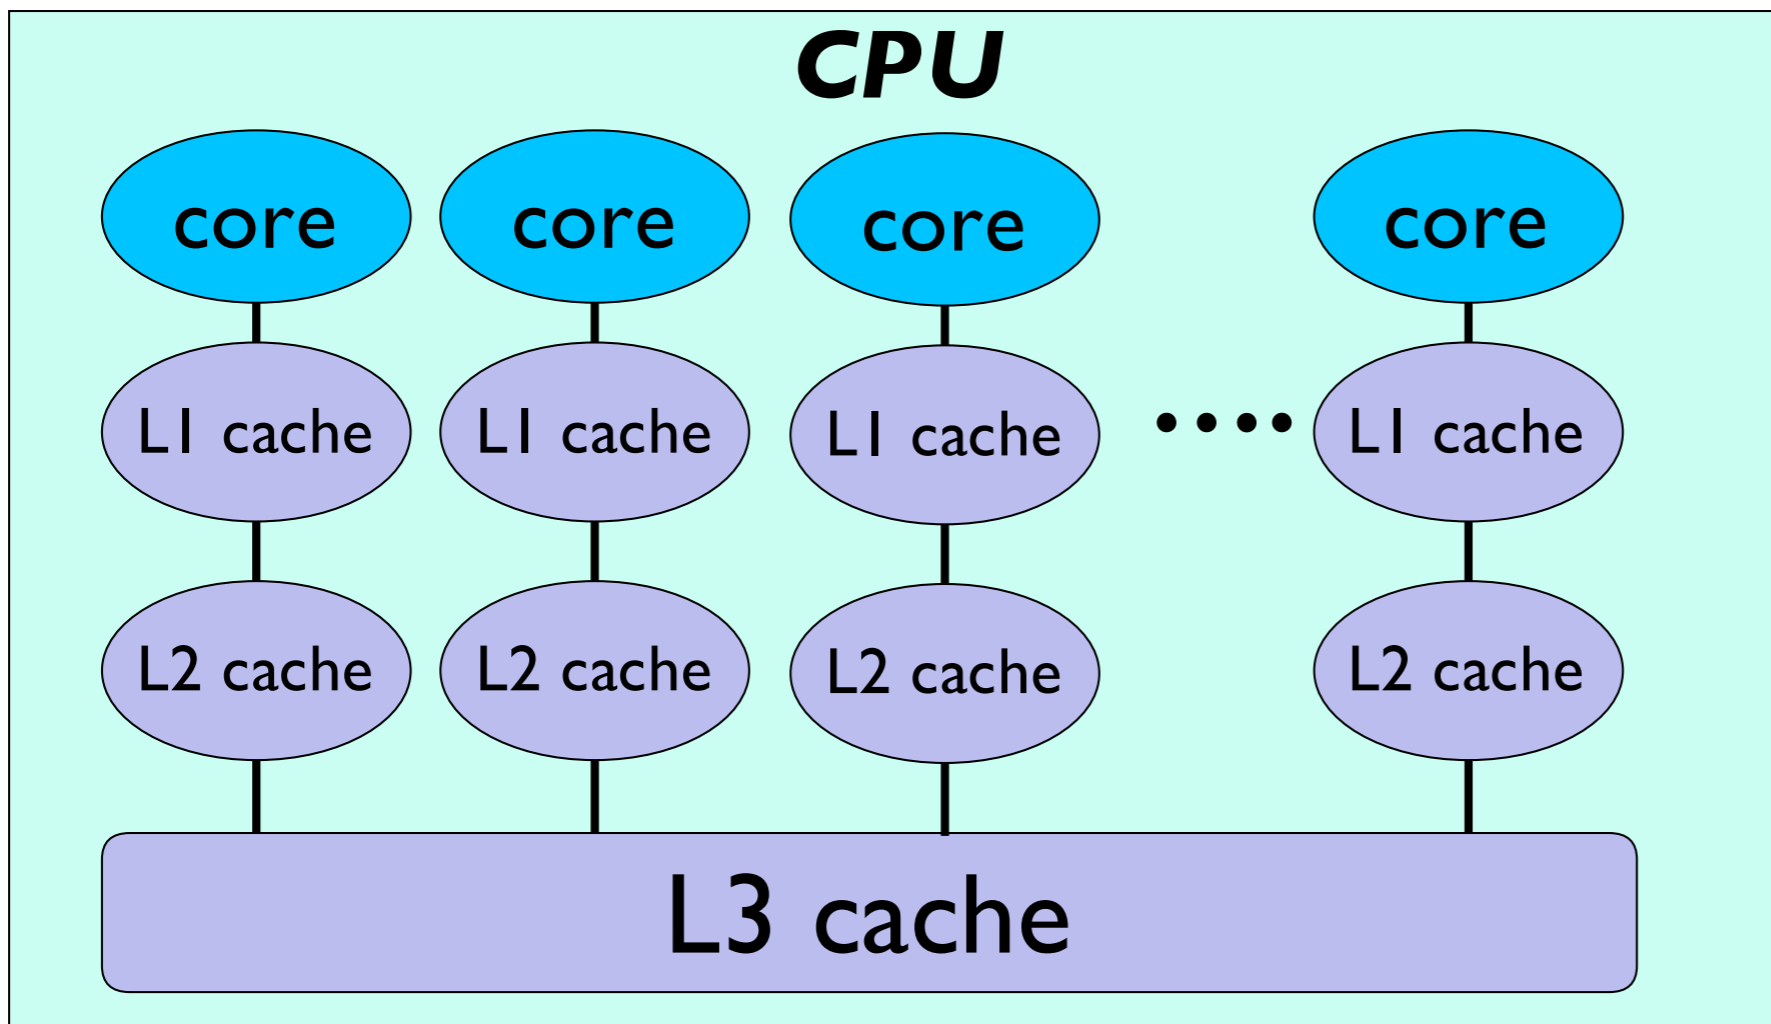 CPU
core core core core
L1 cache L1 cache L1 cache .... L1 cache
L2 cache L2 cache L2 cache L2 cache
L3 cache